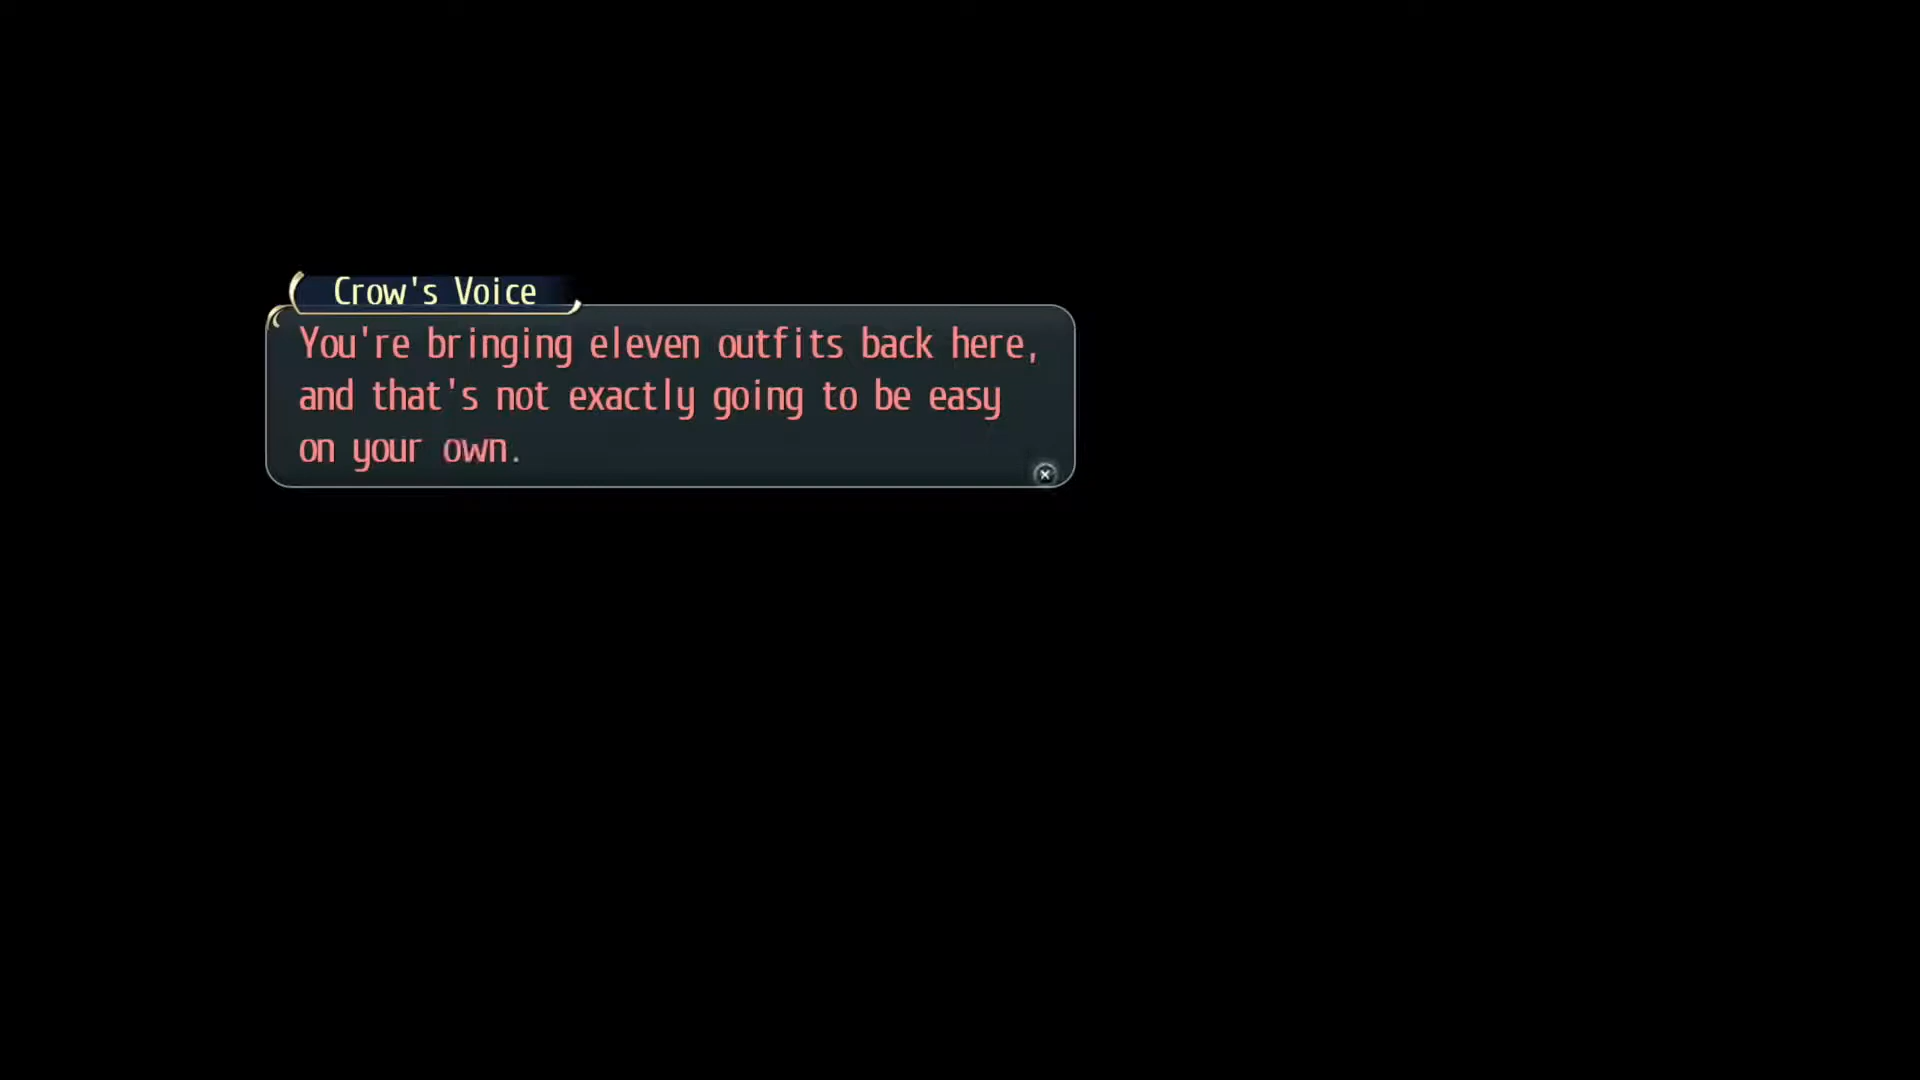 Crow's Voice
You're bringing eleven outfits back here,
and that's not exactly going to be easy
on your own.